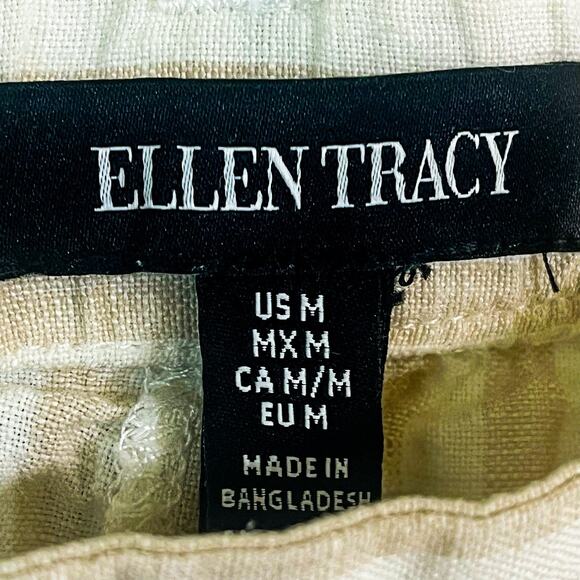 ELLEN TRACY
US M
MX M
CA M/M
EU M
MADE IN
BANGLADESH